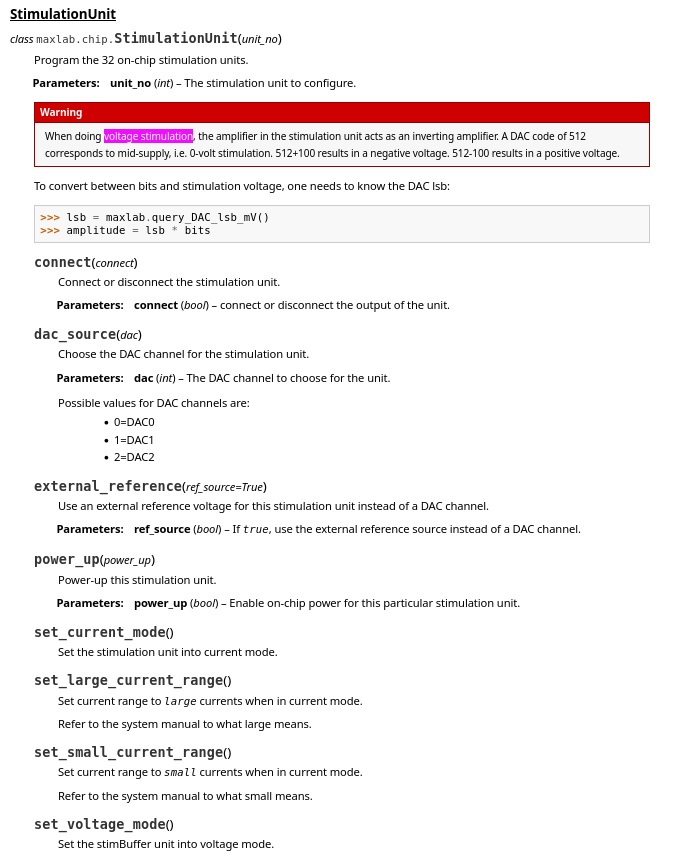 StimulationUnit
class maxlab.chip.StimulationUnit(unit_no)
Program the 32 on-chip stimulation units.
Parameters: unit_no (int) – The stimulation unit to configure.
Warning
When doing voltage stimulation, the amplifier in the stimulation unit acts as an inverting amplifier. A DAC code of 512
corresponds to mid-supply, i.e. 0-volt stimulation. 512+100 results in a negative voltage. 512-100 results in a positive voltage.
To convert between bits and stimulation voltage, one needs to know the DAC lsb:
>>> lsb = maxlab.query_DAC_lsb_mV()
>>> amplitude = lsb * bits
connect(connect)
Connect or disconnect the stimulation unit.
Parameters: connect (bool) – connect or disconnect the output of the unit.
dac_source(dac)
Choose the DAC channel for the stimulation unit.
Parameters: dac (int) – The DAC channel to choose for the unit.
Possible values for DAC channels are:
• 0=DAC0
• 1=DAC1
• 2=DAC2
external_reference(ref_source=True)
Use an external reference voltage for this stimulation unit instead of a DAC channel.
Parameters: ref_source (bool) – If true, use the external reference source instead of a DAC channel.
power_up(power_up)
Power-up this stimulation unit.
Parameters: power_up (bool) – Enable on-chip power for this particular stimulation unit.
set_current_mode()
Set the stimulation unit into current mode.
set_large_current_range()
Set current range to large currents when in current mode.
Refer to the system manual to what large means.
set_small_current_range()
Set current range to small currents when in current mode.
Refer to the system manual to what small means.
set_voltage_mode()
Set the stimBuffer unit into voltage mode.